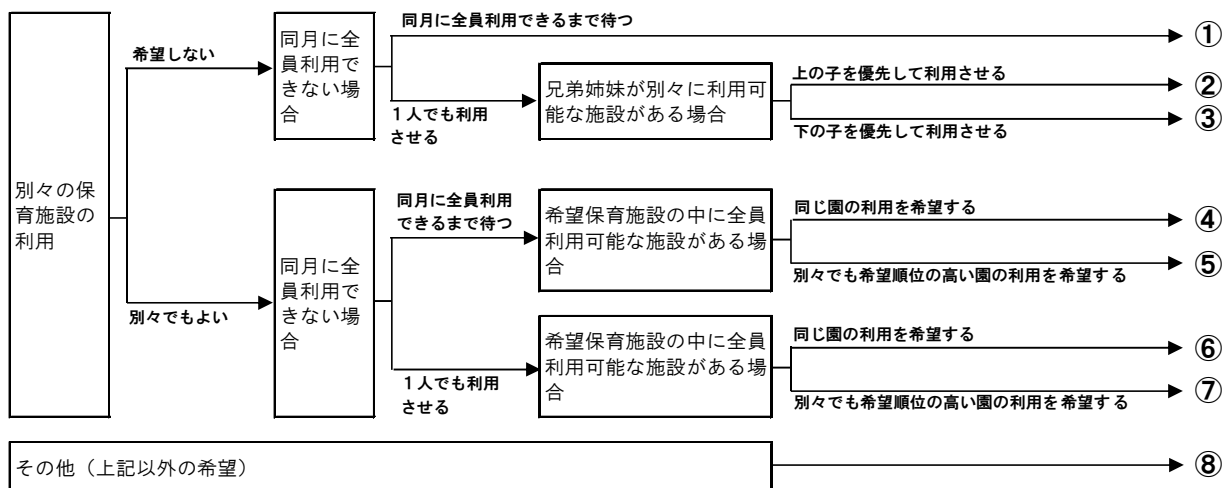 同月に全員利用できるまで待つ
①
希望しない
同月に全
員利用で
きない場
合
上の子を優先して利用させる
②
兄弟姉妹が別々に利用可
能な施設がある場合
１人でも利用
させる
③
下の子を優先して利用させる
別々の保
育施設の
利用
同月に全員利用
できるまで待つ
希望保育施設の中に全員
利用可能な施設がある場
合
同じ園の利用を希望する
④
⑤
別々でも希望順位の高い園の利用を希望する
同月に全
員利用で
きない場
合
別々でもよい
希望保育施設の中に全員
利用可能な施設がある場
合
同じ園の利用を希望する
⑥
１人でも利用
させる
⑦
別々でも希望順位の高い園の利用を希望する
その他（上記以外の希望）
⑧